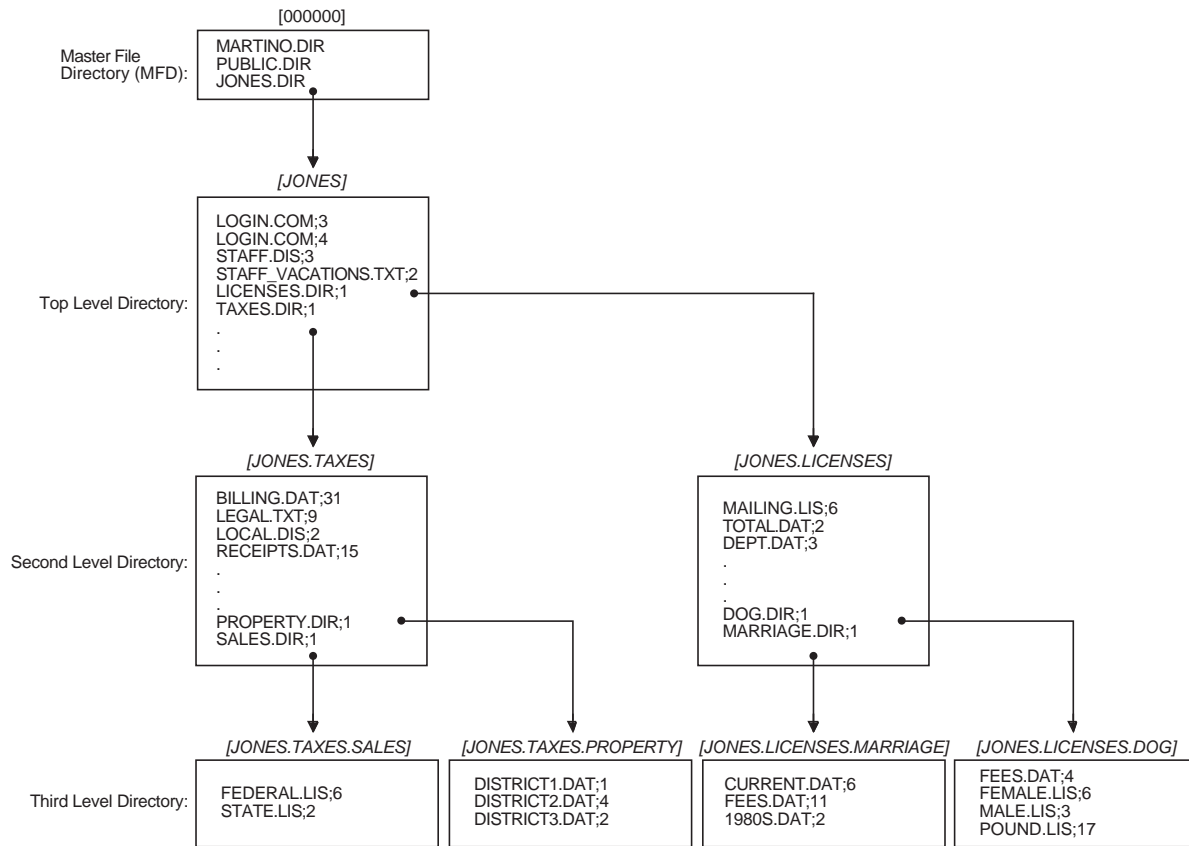 [000000]
Master File
Directory (MFD):
MARTINO.DIR
PUBLIC.DIR
JONES.DIR
[JONES]
Top Level Directory:
LOGIN.COM;3
LOGIN.COM;4
STAFF.DIS;3
STAFF_VACATIONS.TXT;2
LICENSES.DIR;1
TAXES.DIR;1
.
.
.
[JONES.TAXES]
[JONES.LICENSES]
Second Level Directory:
BILLING.DAT;31
LEGAL.TXT;9
LOCAL.DIS;2
RECEIPTS.DAT;15
.
.
.
PROPERTY.DIR;1
SALES.DIR;1
MAILING.LIS;6
TOTAL.DAT;2
DEPT.DAT;3
.
.
.
DOG.DIR;1
MARRIAGE.DIR;1
[JONES.TAXES.SALES]
[JONES.TAXES.PROPERTY]
[JONES.LICENSES.MARRIAGE]
[JONES.LICENSES.DOG]
Third Level Directory:
FEDERAL.LIS;6
STATE.LIS;2
DISTRICT1.DAT;1
DISTRICT2.DAT;4
DISTRICT3.DAT;2
CURRENT.DAT;6
FEES.DAT;11
1980S.DAT;2
FEES.DAT;4
FEMALE.LIS;6
MALE.LIS;3
POUND.LIS;17